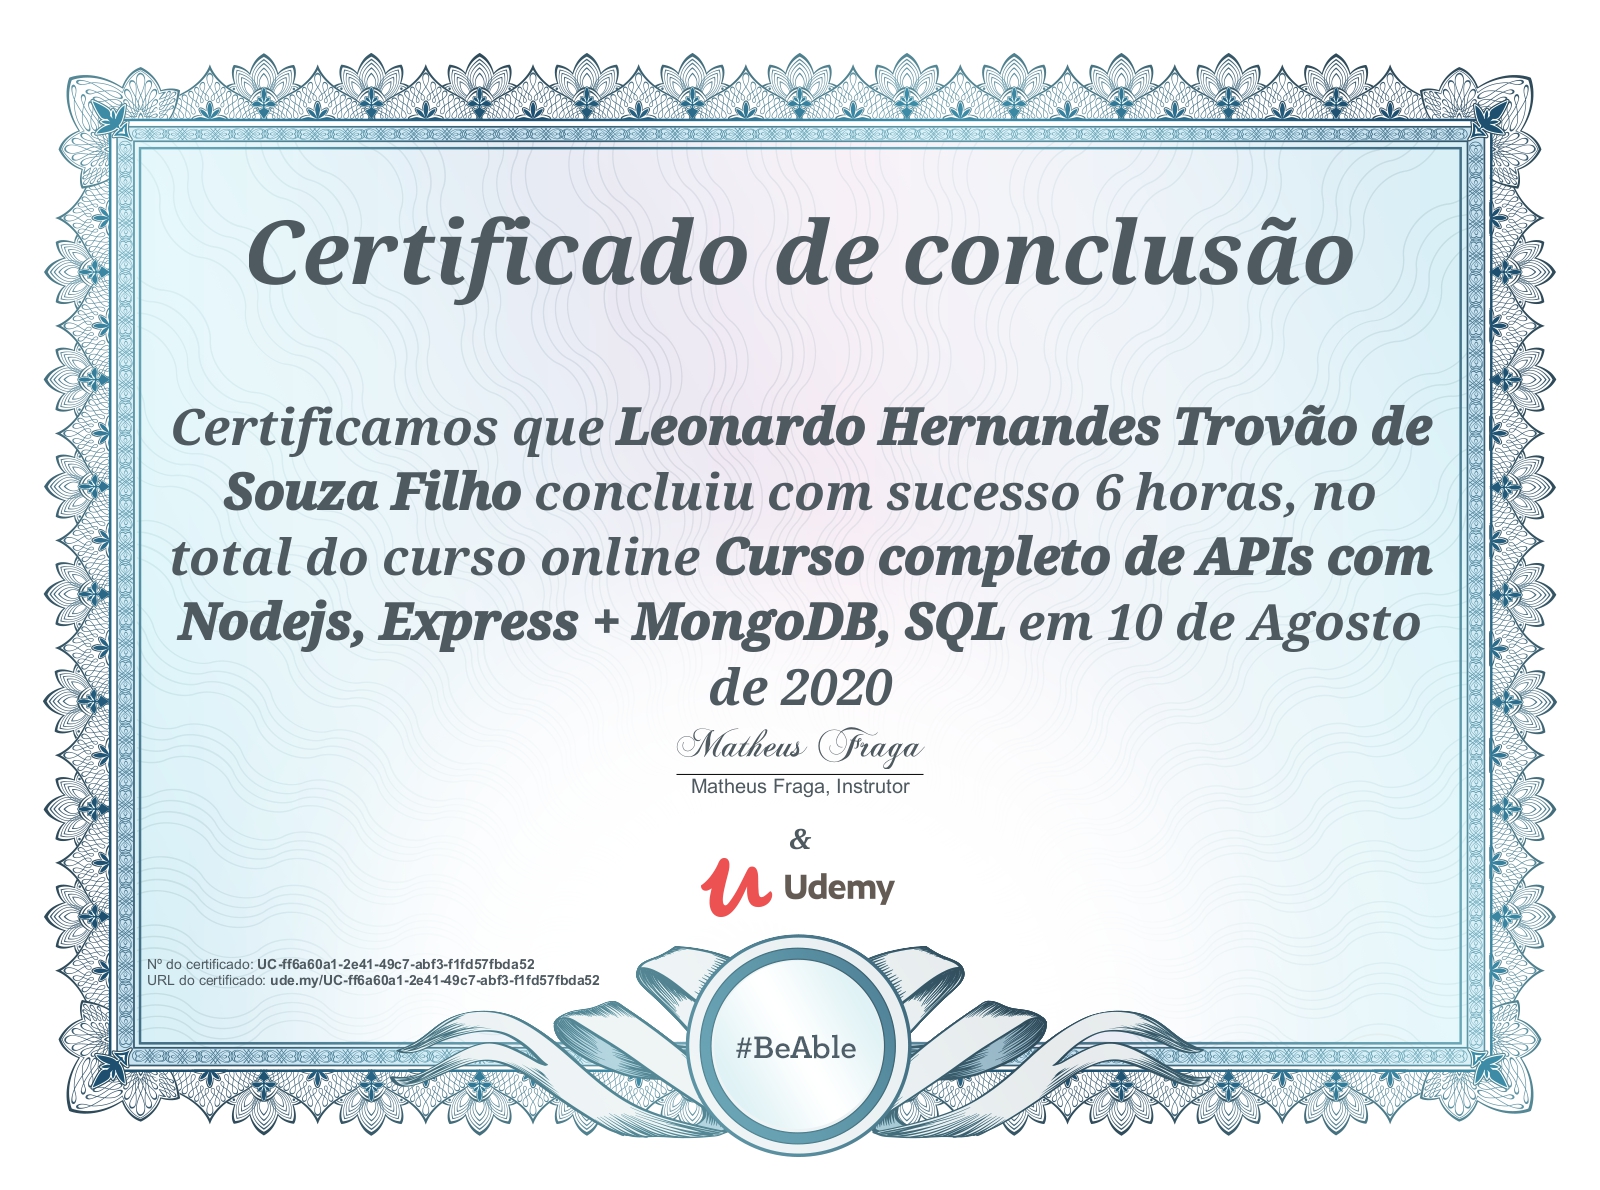 Certificado de conclusão
Certificamos que Leonardo Hernandes Trovão de
Souza Filho concluiu com sucesso 6 horas, no
total do curso online Curso completo de APIs com
Nodejs, Express + MongoDB, SQL em 10 de Agosto
de 2020
Matheus Fraga
Matheus Fraga, Instrutor
&
Udemy
Nº do certificado: UC-ff6a60a1-2e41-49c7-abf3-f1fd57fbda52
URL do certificado: ude.my/UC-ff6a60a1-2e41-49c7-abf3-f1fd57fbda52
#BeAble